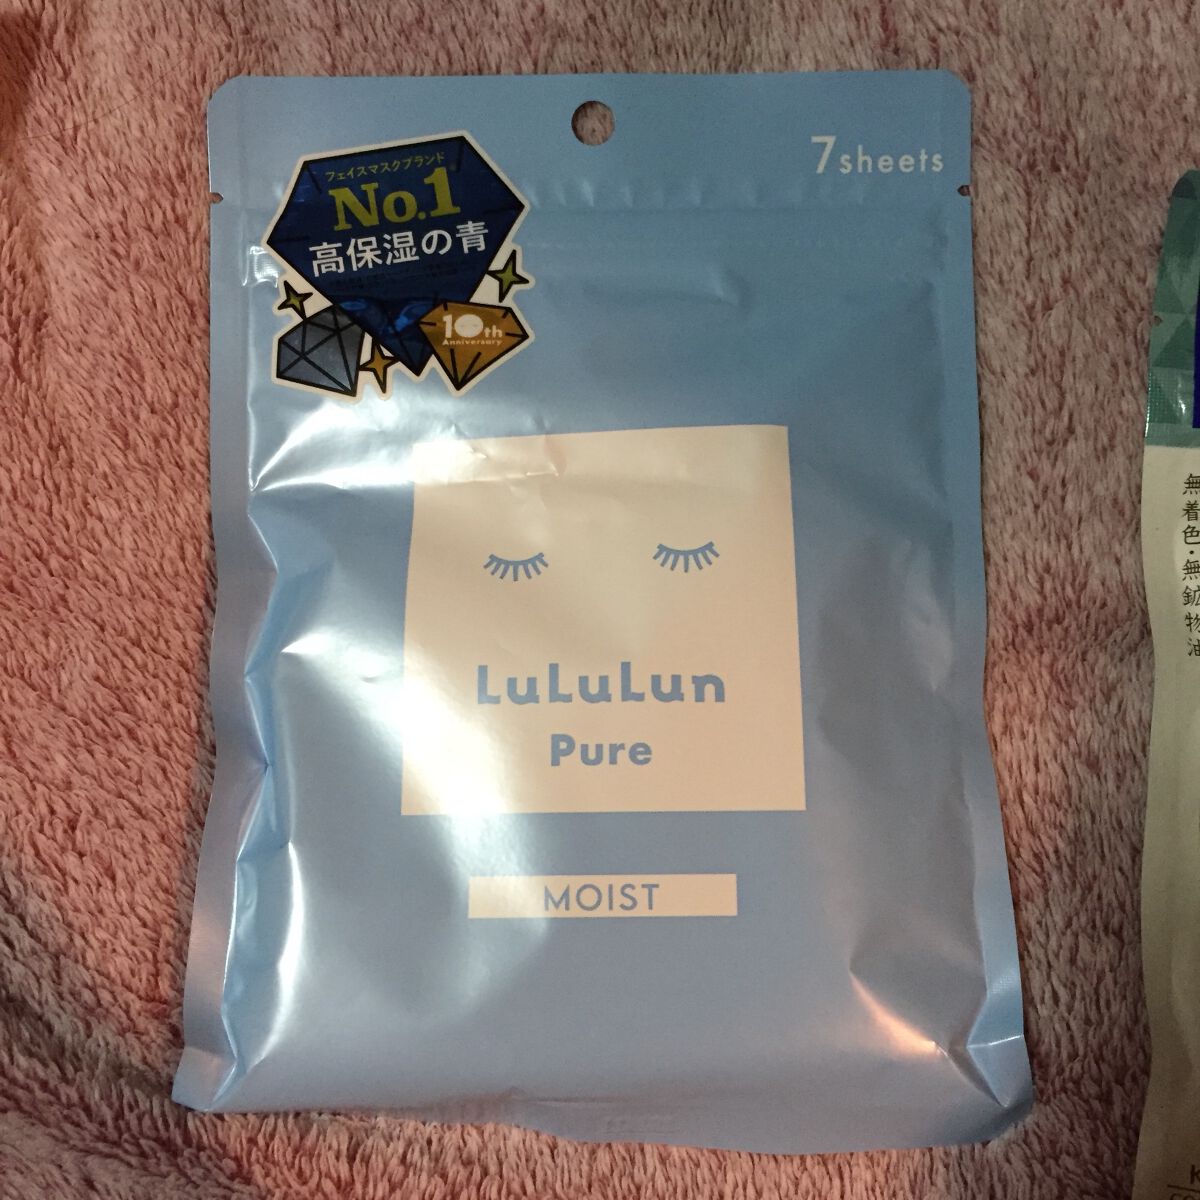 7sheets
フェイスマスクブランド
No.1
高保湿の青
10th
Anniversary
LuLuLun
Pure
MOIST
無着色・無鉱物油